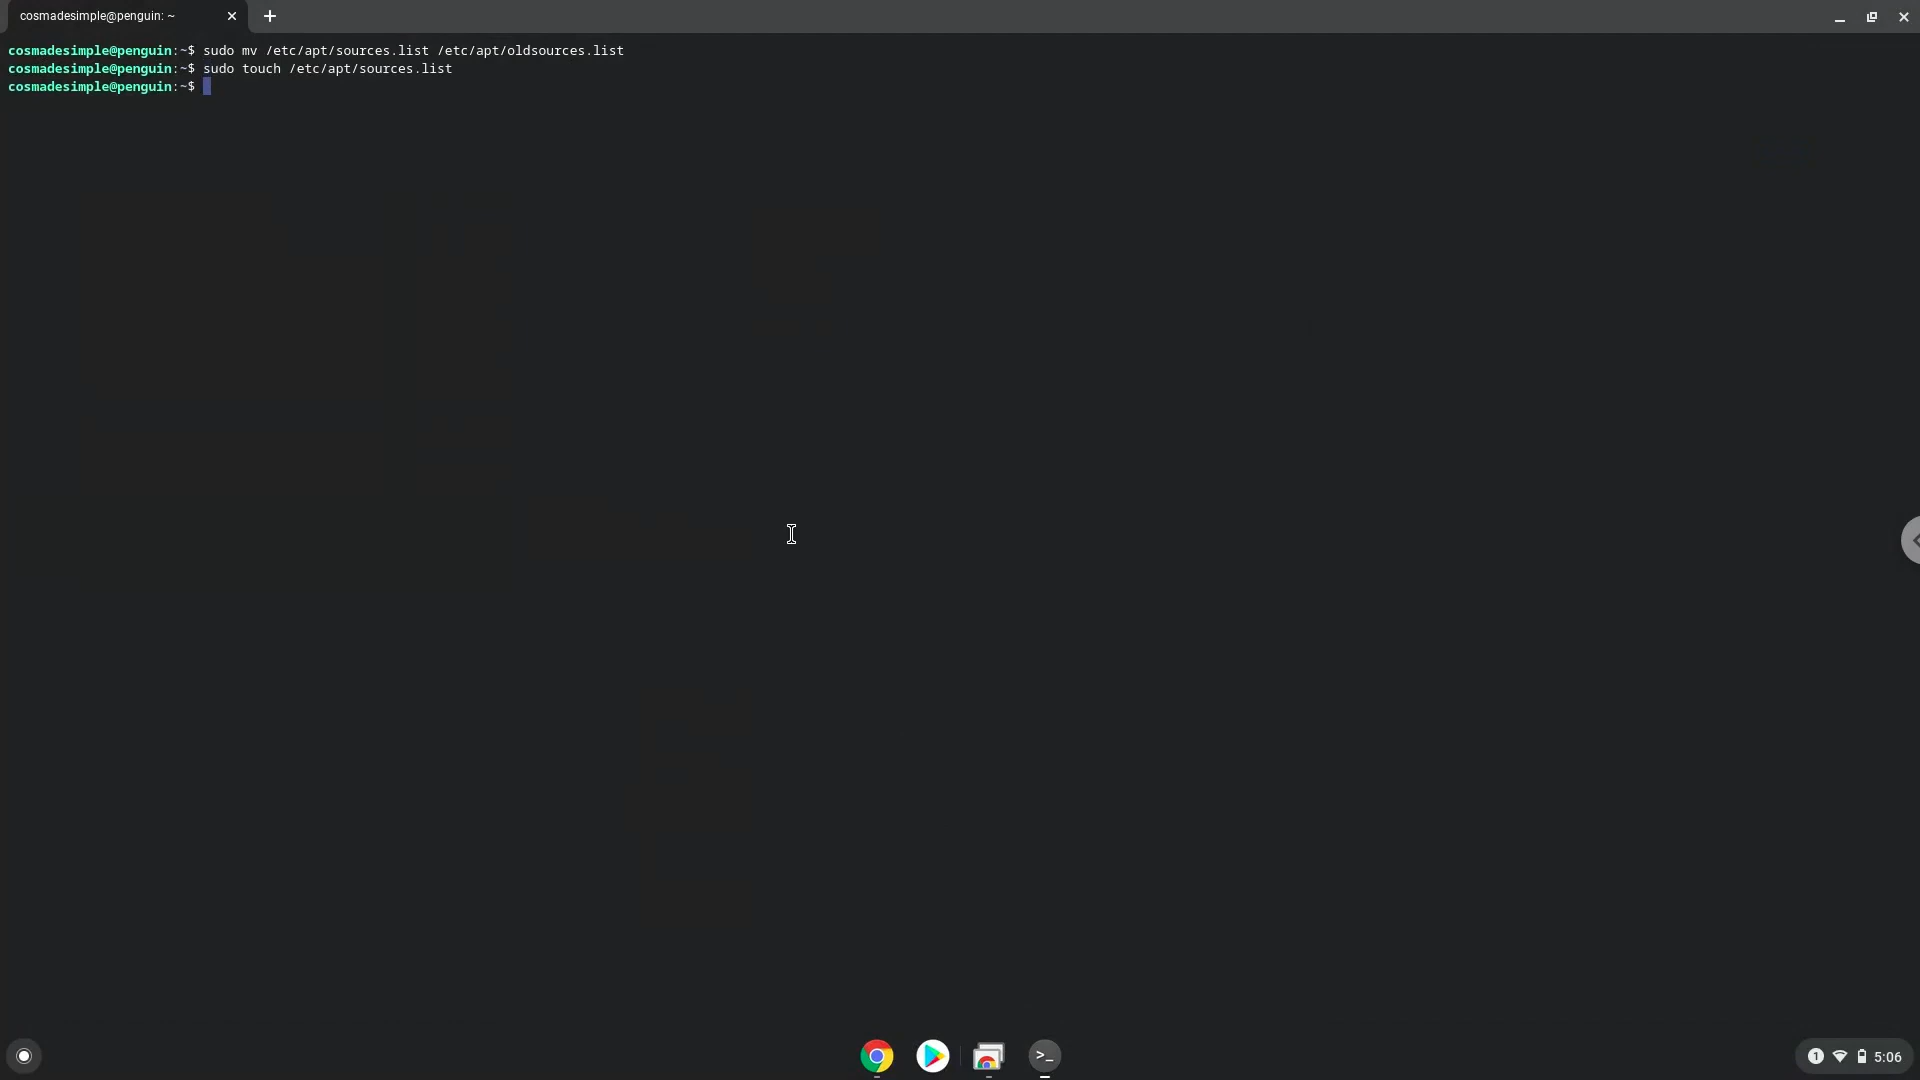 cosmadesimple@penguin: ~
cosmadesimple@penguin:~$ sudo mv /etc/apt/sources.list /etc/apt/oldsources.list
cosmadesimple@penguin:~$ sudo touch /etc/apt/sources.list
cosmadesimple@penguin:~$
>_
1 5:06